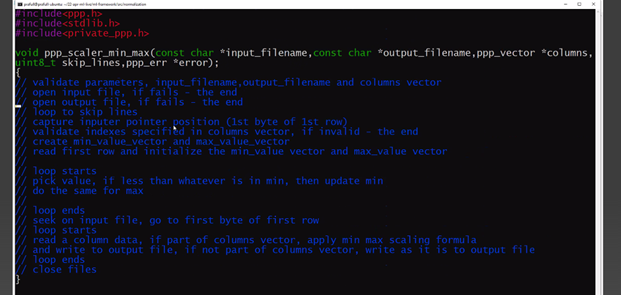 #include<ppp.h>
#include<stdlib.h>
#include<private_ppp.h>
void ppp_scaler_min_max(const char *input_filename,const char *output_filename,ppp_vector *columns,
uint8_t skip_lines,ppp_err *error);
{
// validate parameters, input_filename,output_filename and columns vector
// open input file, if fails - the end
// open output file, if fails - the end
// loop to skip lines
// capture inputer pointer position (1st byte of 1st row)
// validate indexes specified in columns vector, if invalid - the end
// create min_value_vector and max_value_vector
// read first row and initialize the min_value vector and max_value vector
//
// loop starts
// pick value, if less than whatever is in min, then update min
// do the same for max
//
// loop ends
// seek on input file, go to first byte of first row
// loop starts
// read a column data, if part of columns vector, apply min max scaling formula
// and write to output file, if not part of columns vector, write as it is to output file
// loop ends
// close files
}